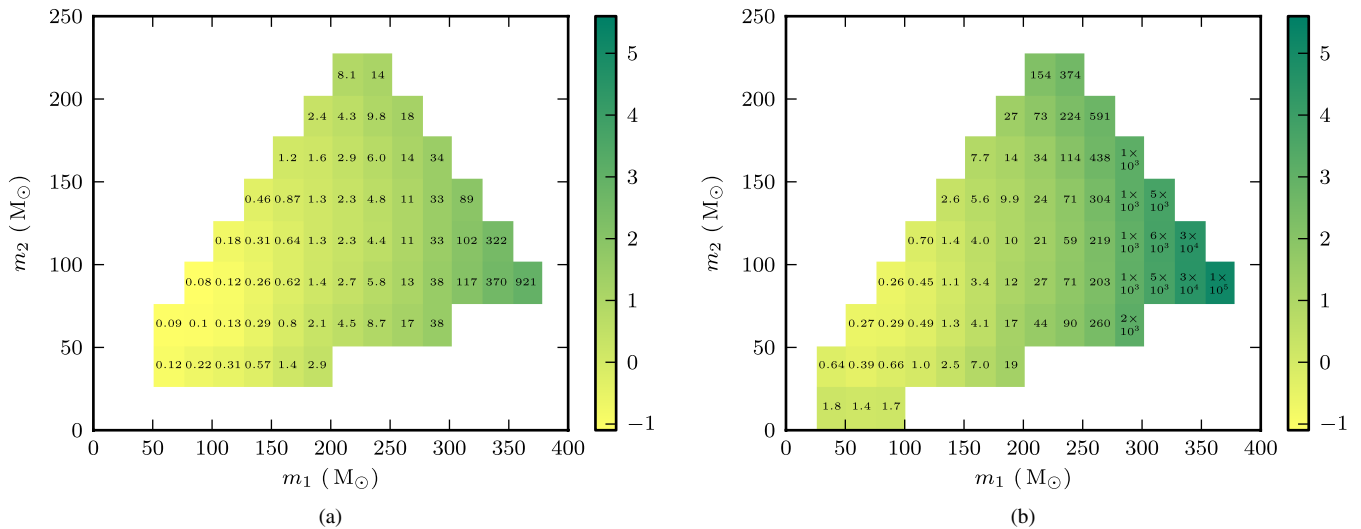 250
200
150
100
50
0
m₂ ( M⊙)
8.1 14
2.4 4.3 9.8 18
1.2 1.6 2.9 6.0 14 34
0.46 0.87 1.3 2.3 4.8 11 33 89
0.18 0.31 0.64 1.3 2.3 4.4 11 33 102 322
0.08 0.12 0.26 0.62 1.4 2.7 5.8 13 38 117 370 921
0.09 0.1 0.13 0.29 0.8 2.1 4.5 8.7 17 38
0.12 0.22 0.31 0.57 1.4 2.9
0 50 100 150 200 250 300 350 400
m₁ ( M⊙)
5
4
3
2
1
0
−1
(a)
250
200
150
100
50
0
m₂ ( M⊙)
154 374
27 73 224 591
7.7 14 34 114 438 1×
10³
2.6 5.6 9.9 24 71 304 1× 5×
10³ 10³
0.70 1.4 4.0 10 21 59 219 1× 6× 3×
10³ 10³ 10⁴
0.26 0.45 1.1 3.4 12 27 71 203 1× 5× 3× 1×
10³ 10³ 10⁴ 10⁵
0.27 0.29 0.49 1.3 4.1 17 44 90 260 2×
10³
0.64 0.39 0.66 1.0 2.5 7.0 19
1.8 1.4 1.7
0 50 100 150 200 250 300 350 400
m₁ ( M⊙)
5
4
3
2
1
0
−1
(b)